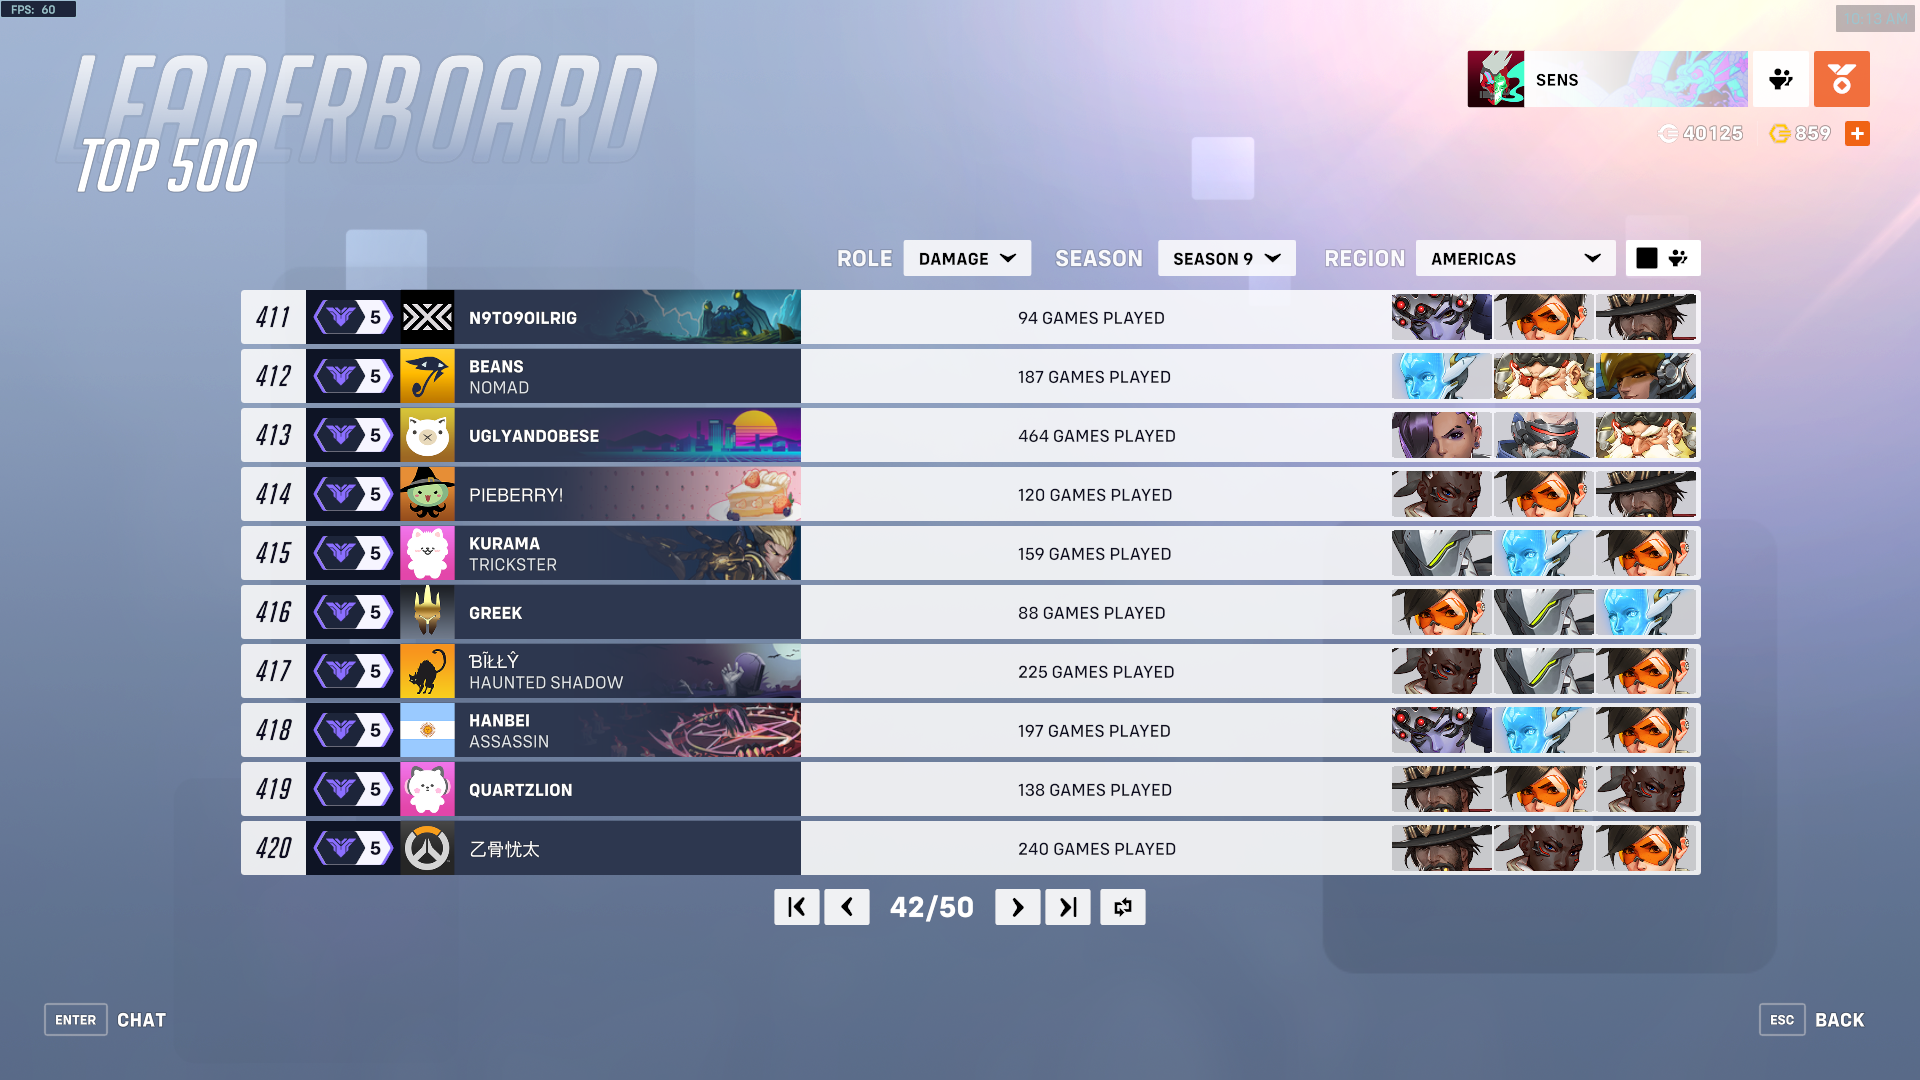 FPS: 60
10:15 AM
LEADERBOARD
TOP 500
SENS
40125
859
ROLE
DAMAGE
SEASON
SEASON 9
REGION
AMERICAS
411 5 N9TO9OILRIG 94 GAMES PLAYED
412 5 BEANS 187 GAMES PLAYED
NOMAD
413 5 UGLYANDOBESE 464 GAMES PLAYED
414 5 PIEBERRY! 120 GAMES PLAYED
415 5 KURAMA 159 GAMES PLAYED
TRICKSTER
416 5 GREEK 88 GAMES PLAYED
417 5 ƁĨŁŁŶ 225 GAMES PLAYED
HAUNTED SHADOW
418 5 HANBEI 197 GAMES PLAYED
ASSASSIN
419 5 QUARTZLION 138 GAMES PLAYED
420 5 乙骨忧太 240 GAMES PLAYED
42/50
ENTER CHAT
ESC BACK